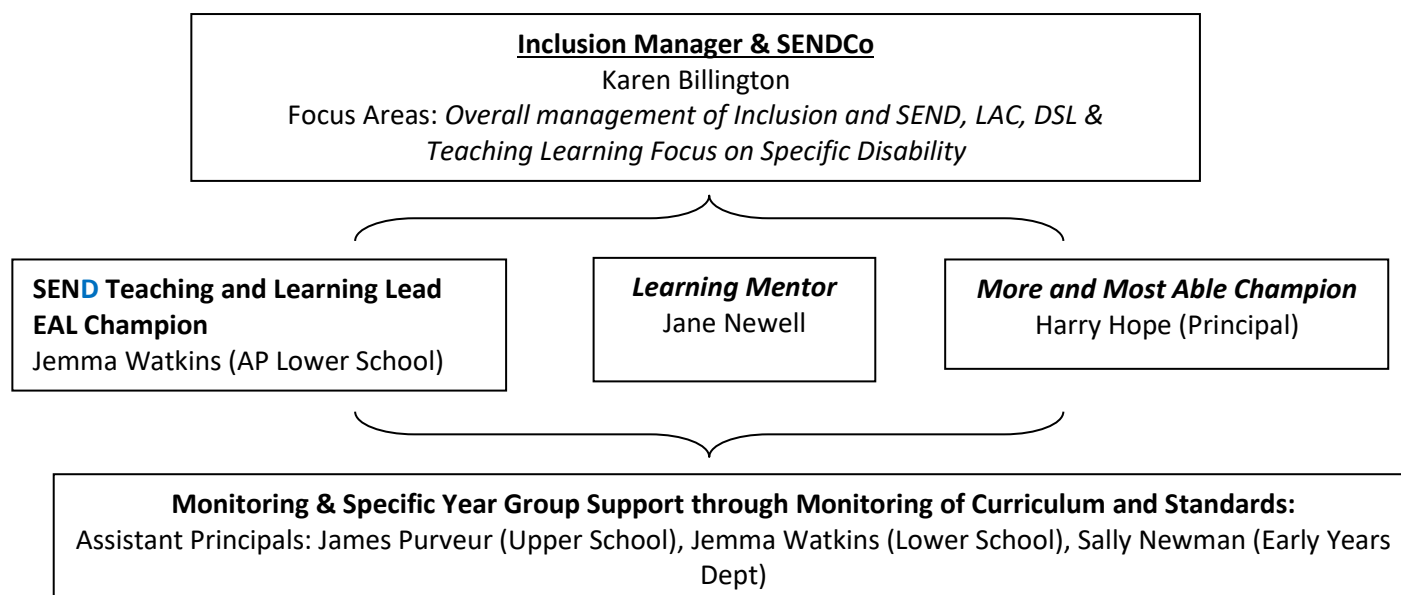 Inclusion Manager & SENDCo
Karen Billington
Focus Areas: Overall management of Inclusion and SEND, LAC, DSL &
Teaching Learning Focus on Specific Disability
SEND Teaching and Learning Lead
EAL Champion
Jemma Watkins (AP Lower School)
Learning Mentor
Jane Newell
More and Most Able Champion
Harry Hope (Principal)
Monitoring & Specific Year Group Support through Monitoring of Curriculum and Standards:
Assistant Principals: James Purveur (Upper School), Jemma Watkins (Lower School), Sally Newman (Early Years
Dept)